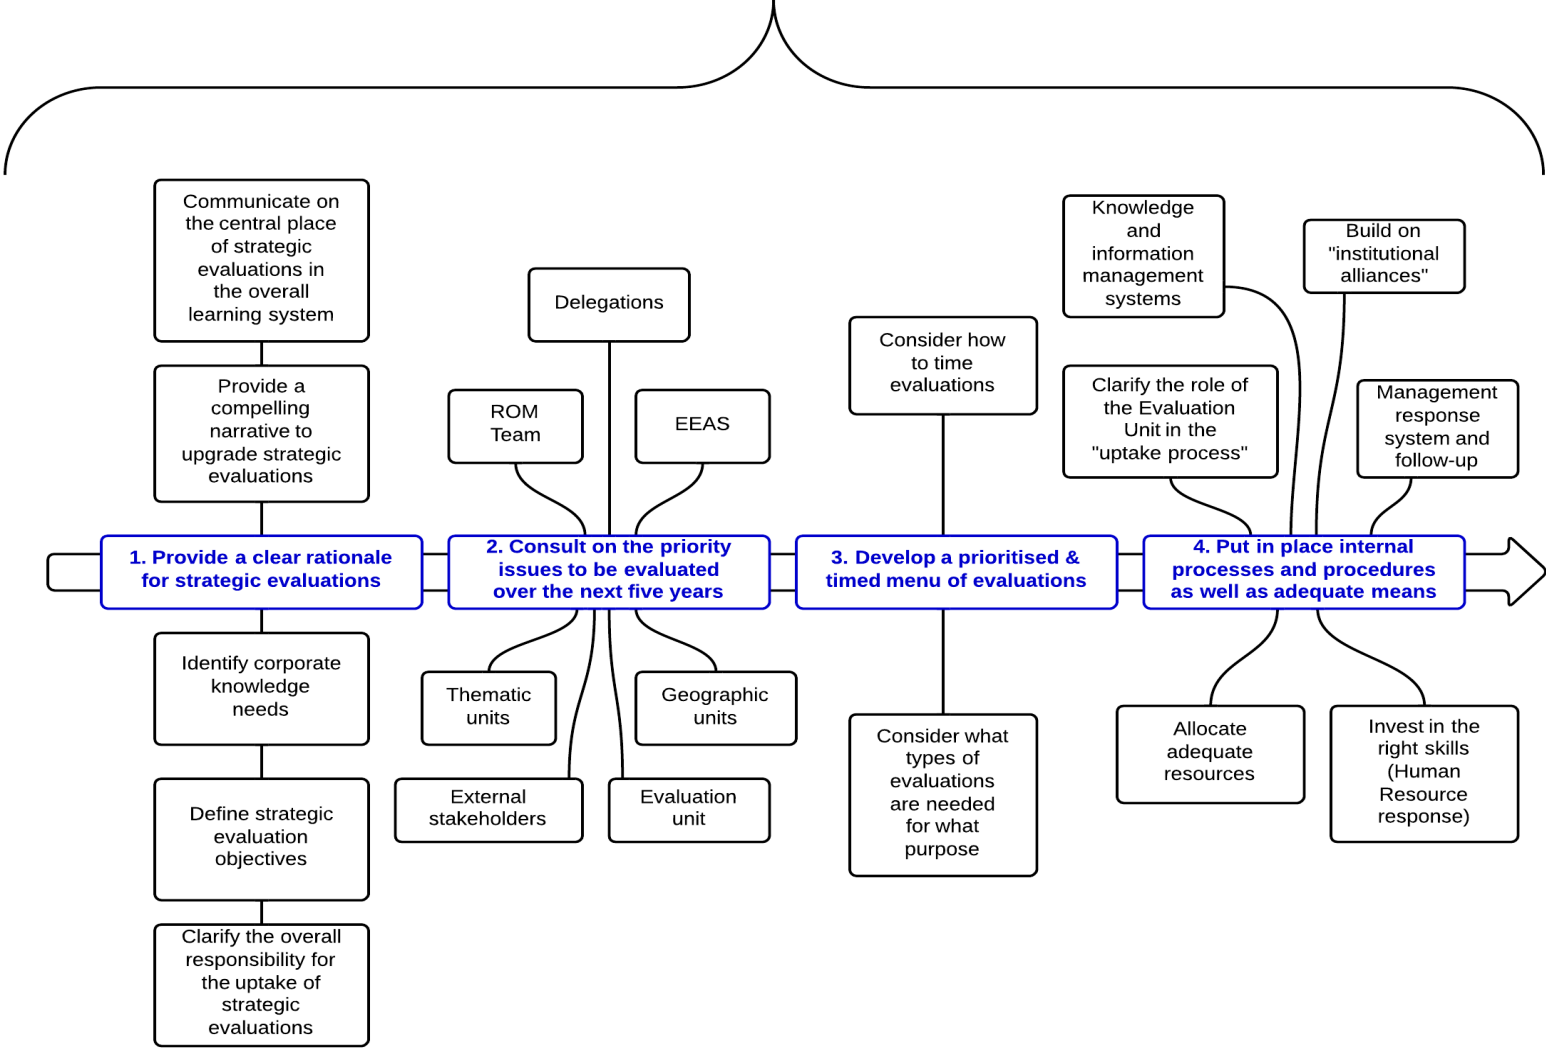 Communicate on
the central place
of strategic
evaluations in
the overall
learning system
Provide a
compelling
narrative to
upgrade strategic
evaluations
1. Provide a clear rationale
for strategic evaluations
Identify corporate
knowledge
needs
Define strategic
evaluation
objectives
Clarify the overall
responsibility for
the uptake of
strategic
evaluations
Delegations
ROM
Team
EEAS
2. Consult on the priority
issues to be evaluated
over the next five years
Thematic
units
Geographic
units
External
stakeholders
Evaluation
unit
Consider how
to time
evaluations
3. Develop a prioritised &
timed menu of evaluations
Consider what
types of
evaluations
are needed
for what
purpose
Knowledge
and
information
management
systems
Build on
"institutional
alliances"
Clarify the role of
the Evaluation
Unit in the
"uptake process"
Management
response
system and
follow-up
4. Put in place internal
processes and procedures
as well as adequate means
Allocate
adequate
resources
Invest in the
right skills
(Human
Resource
response)